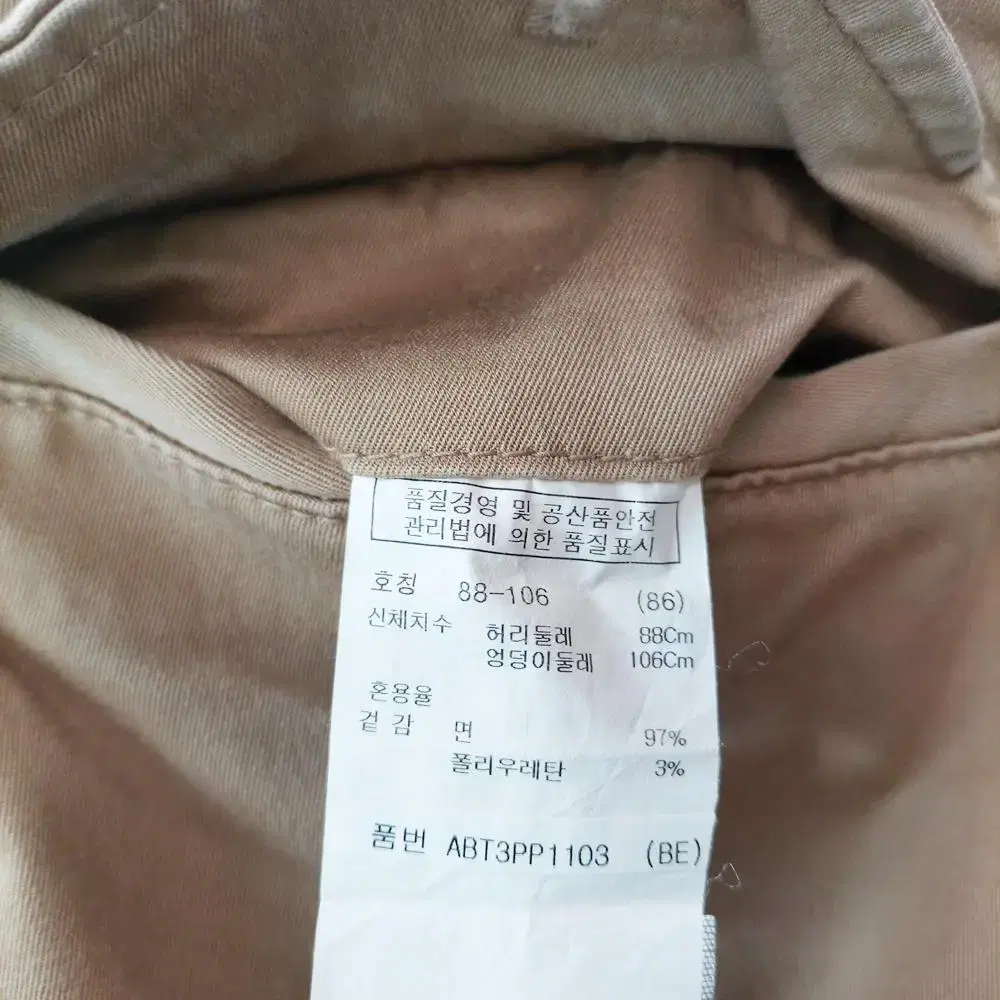 품질경영 및 공산품안전
관리법에 의한 품질표시
호칭 88-106 (86)
신체치수 허리둘레 88Cm
엉덩이둘레 106Cm
혼용율
겉감 면 97%
폴리우레탄 3%
품번 ABT3PP1103 (BE)